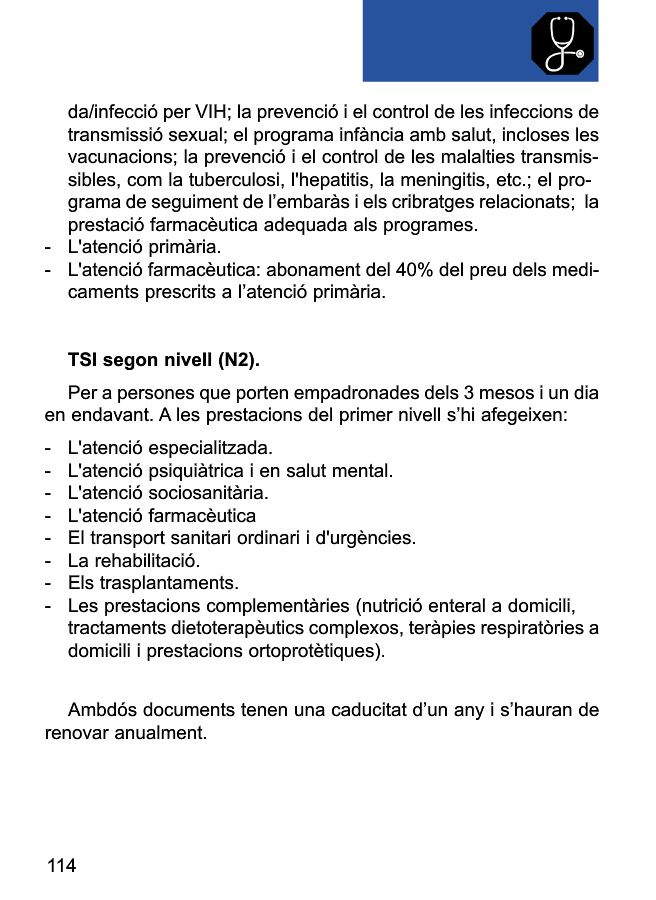 da/infecció per VIH; la prevenció i el control de les infeccions de
transmissió sexual; el programa infància amb salut, incloses les
vacunacions; la prevenció i el control de les malalties transmis-
sibles, com la tuberculosi, l'hepatitis, la meningitis, etc.; el pro-
grama de seguiment de l’embaràs i els cribratges relacionats;  la
prestació farmacèutica adequada als programes.
- L'atenció primària.
- L'atenció farmacèutica: abonament del 40% del preu dels medi-
caments prescrits a l’atenció primària.
TSI segon nivell (N2).
Per a persones que porten empadronades dels 3 mesos i un dia
en endavant. A les prestacions del primer nivell s’hi afegeixen:
- L'atenció especialitzada.
- L'atenció psiquiàtrica i en salut mental.
- L'atenció sociosanitària.
- L'atenció farmacèutica
- El transport sanitari ordinari i d'urgències.
- La rehabilitació.
- Els trasplantaments.
- Les prestacions complementàries (nutrició enteral a domicili,
tractaments dietoterapèutics complexos, teràpies respiratòries a
domicili i prestacions ortoprotètiques).
Ambdós documents tenen una caducitat d’un any i s’hauran de
renovar anualment.
114